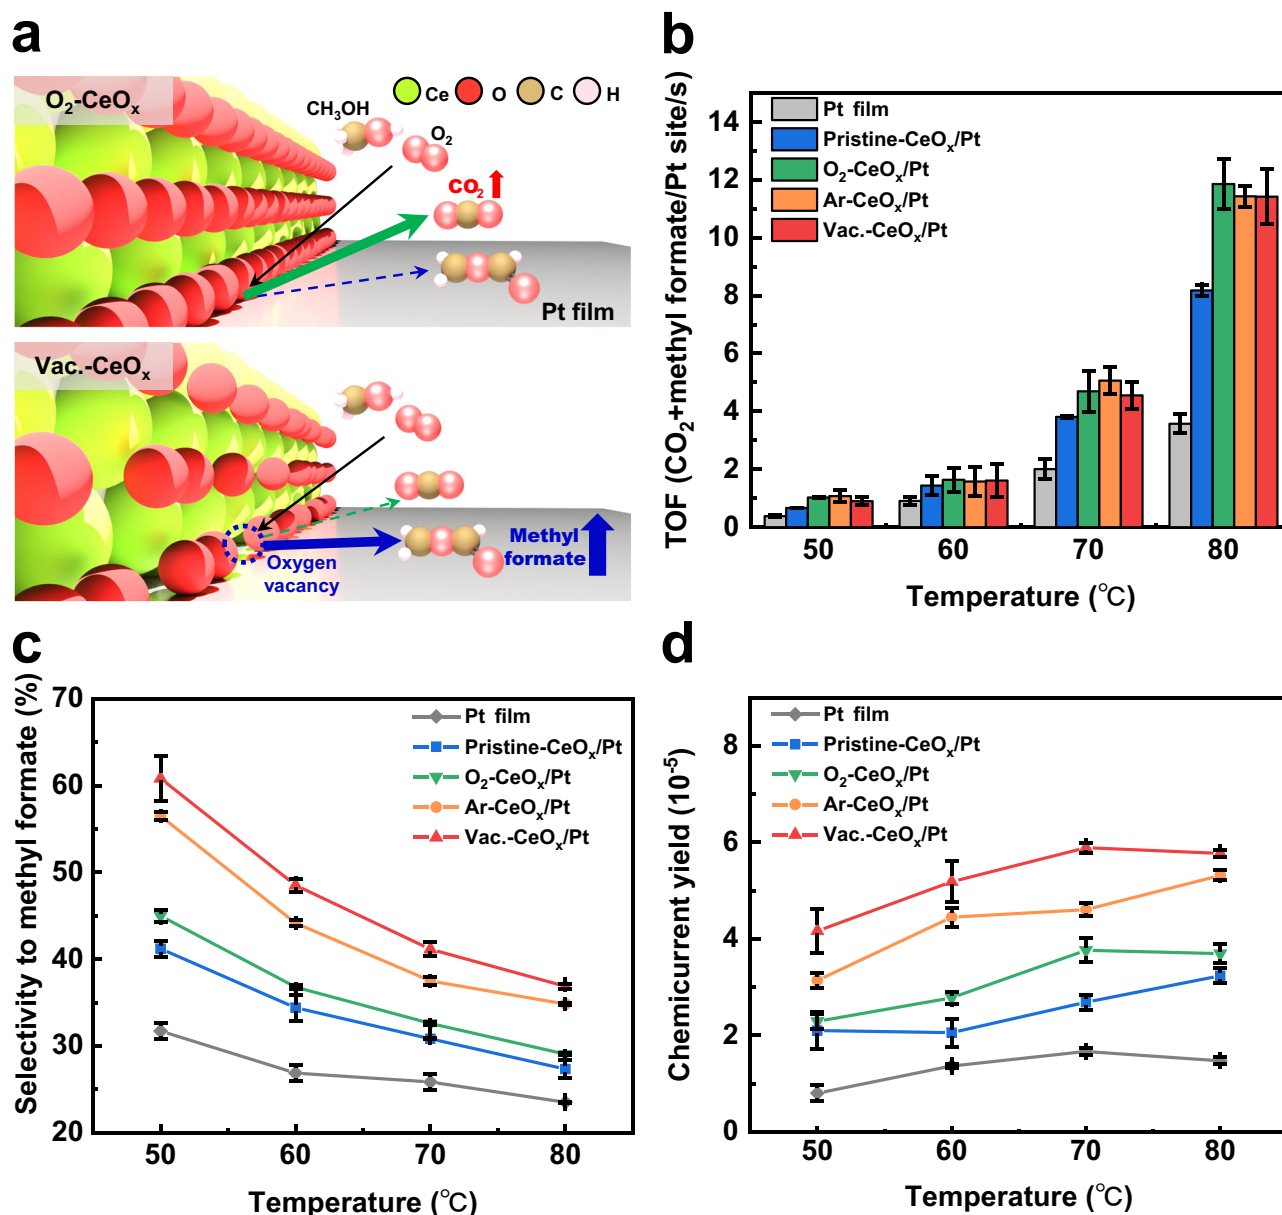 a
O₂-CeOₓ
Ce O C H
CH₃OH
O₂
CO₂
Pt film
Vac.-CeOₓ
Oxygen
vacancy
Methyl
formate
b
TOF (CO₂+methyl formate/Pt site/s)
14
12
10
8
6
4
2
0
Pt film
Pristine-CeOₓ/Pt
O₂-CeOₓ/Pt
Ar-CeOₓ/Pt
Vac.-CeOₓ/Pt
50 60 70 80
Temperature (℃)
c
Selectivity to methyl formate (%)
70
60
50
40
30
20
Pt film
Pristine-CeOₓ/Pt
O₂-CeOₓ/Pt
Ar-CeOₓ/Pt
Vac.-CeOₓ/Pt
50 60 70 80
Temperature (℃)
d
Chemicurrent yield (10⁻⁵)
8
6
4
2
0
Pt film
Pristine-CeOₓ/Pt
O₂-CeOₓ/Pt
Ar-CeOₓ/Pt
Vac.-CeOₓ/Pt
50 60 70 80
Temperature (℃)